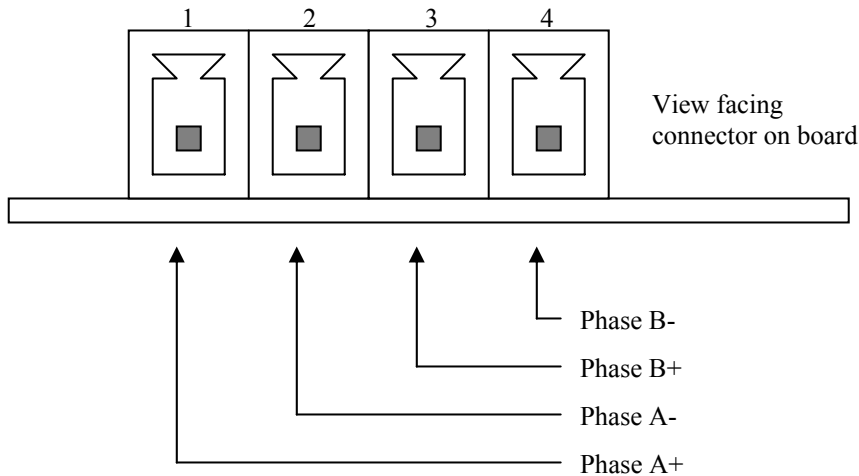 1 2 3 4
View facing
connector on board
Phase B-
Phase B+
Phase A-
Phase A+